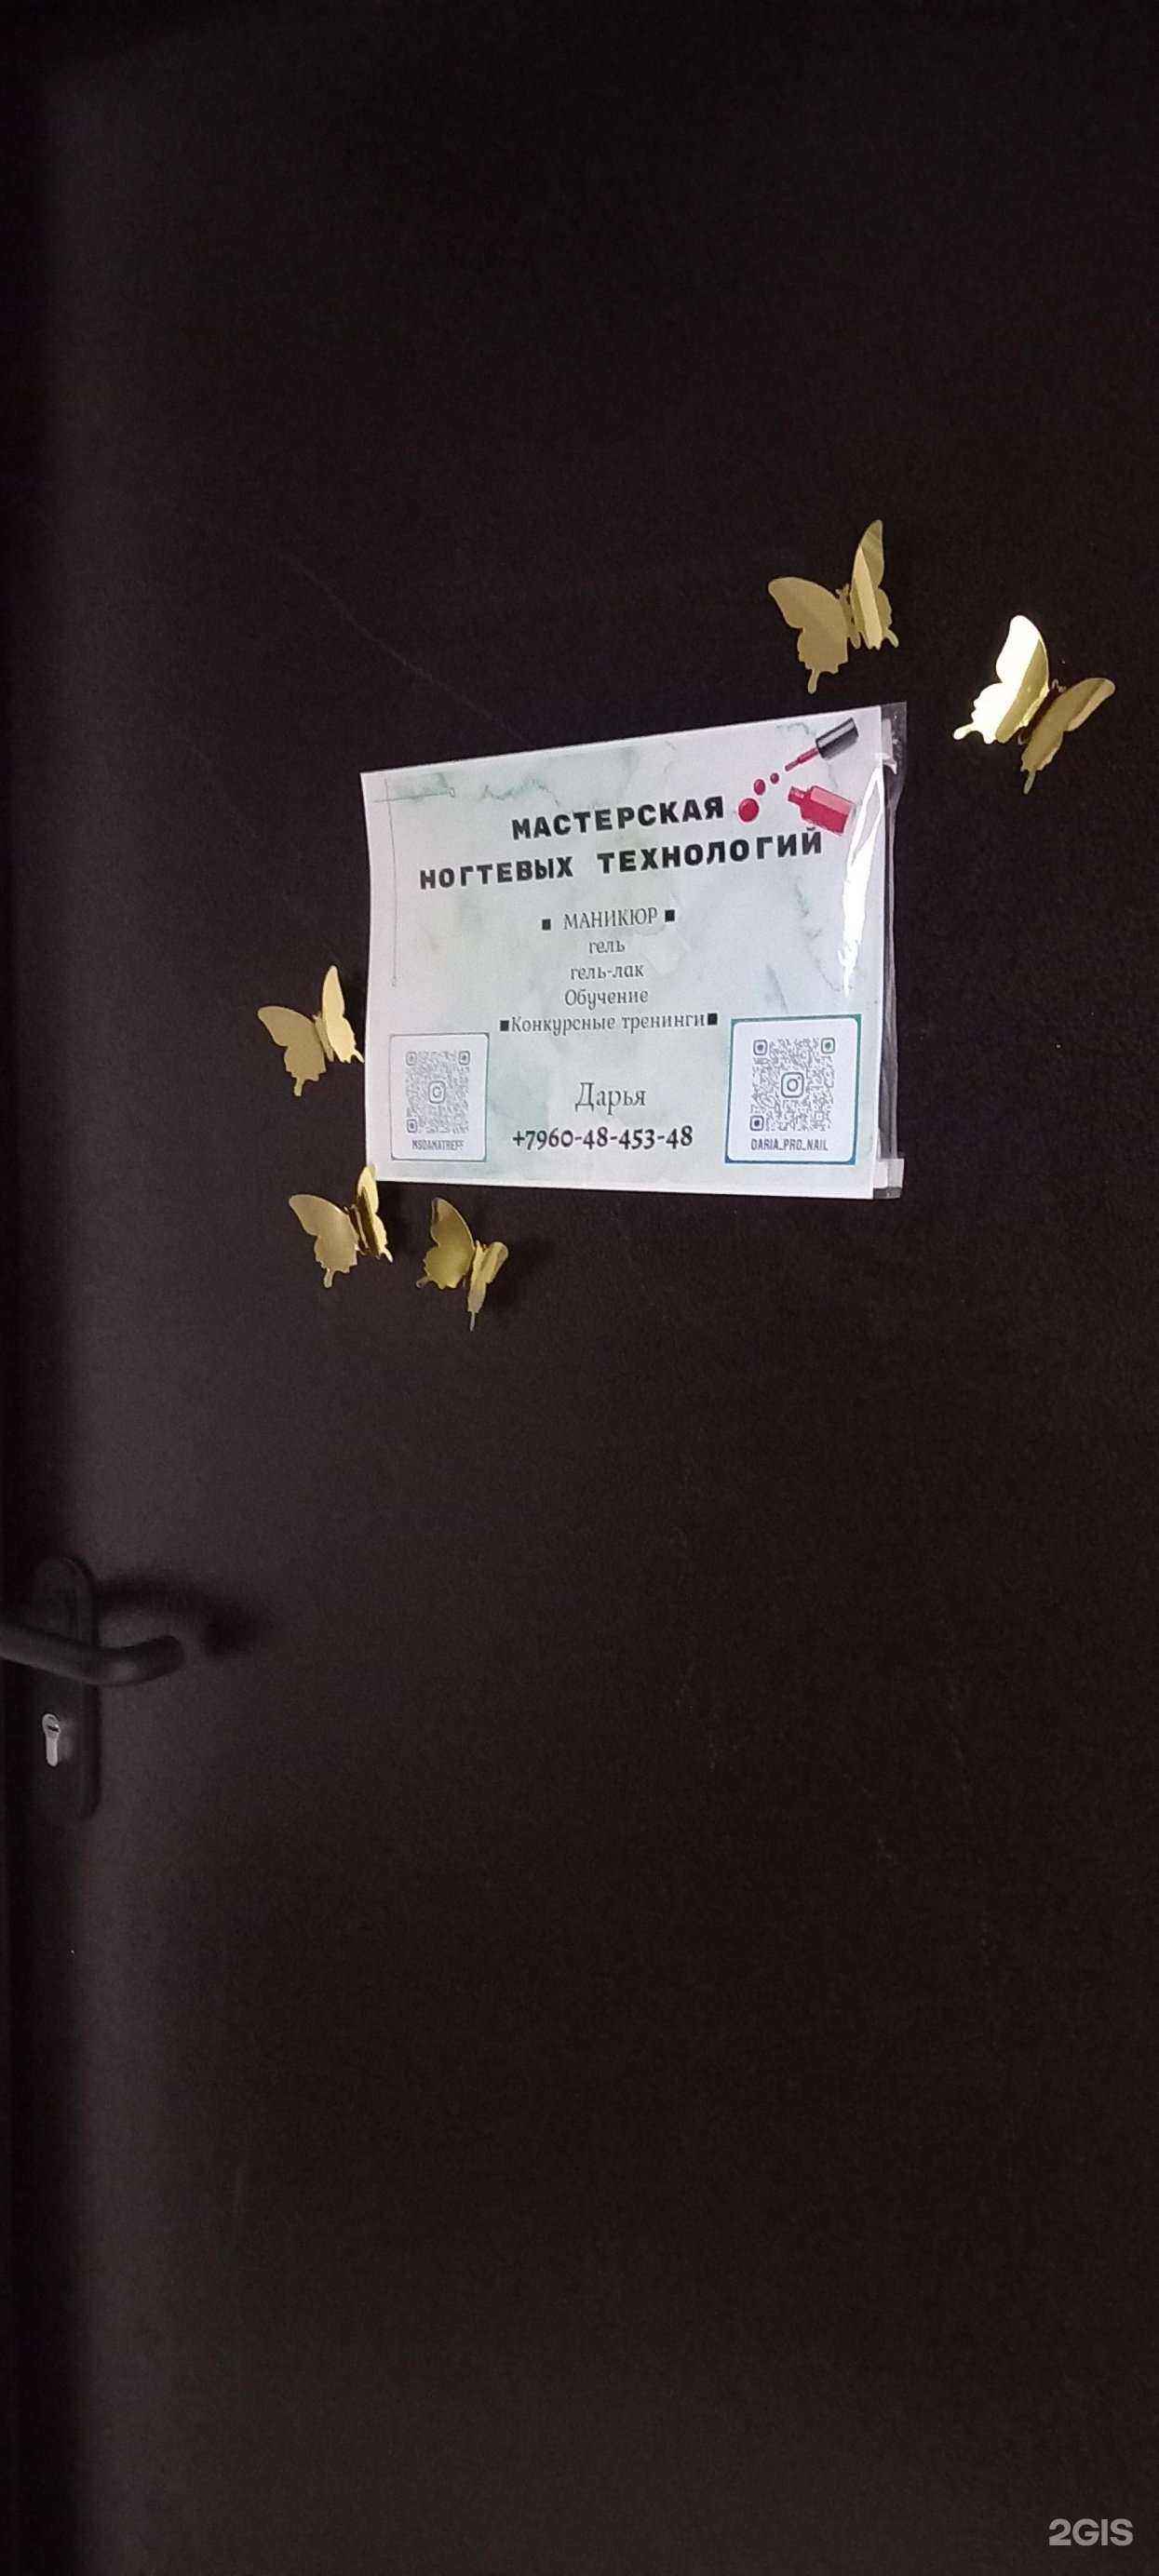 МАСТЕРСКАЯ
НОГТЕВЫХ ТЕХНОЛОГИЙ
▪ МАНИКЮР ▪
гель
гель-лак
Обучение
▪Конкурсные тренинги▪
Дарья
+7960-48-453-48
DARIA_PRO_NAIL
2GIS